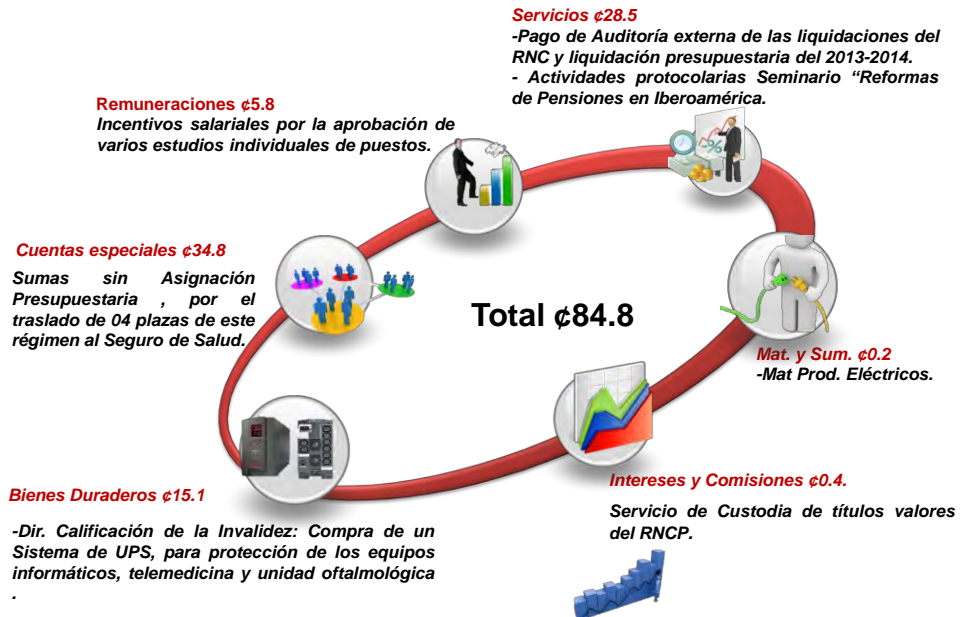 Servicios ¢28.5
-Pago de Auditoría externa de las liquidaciones del
RNC y liquidación presupuestaria del 2013-2014.
- Actividades protocolarias Seminario “Reformas
de Pensiones en Iberoamérica.
Remuneraciones ¢5.8
Incentivos salariales por la aprobación de
varios estudios individuales de puestos.
Cuentas especiales ¢34.8
Sumas sin Asignación
Presupuestaria , por el
traslado de 04 plazas de este
régimen al Seguro de Salud.
Total ¢84.8
Mat. y Sum. ¢0.2
-Mat Prod. Eléctricos.
Bienes Duraderos ¢15.1
-Dir. Calificación de la Invalidez: Compra de un
Sistema de UPS, para protección de los equipos
informáticos, telemedicina y unidad oftalmológica
.
Intereses y Comisiones ¢0.4.
Servicio de Custodia de títulos valores
del RNCP.